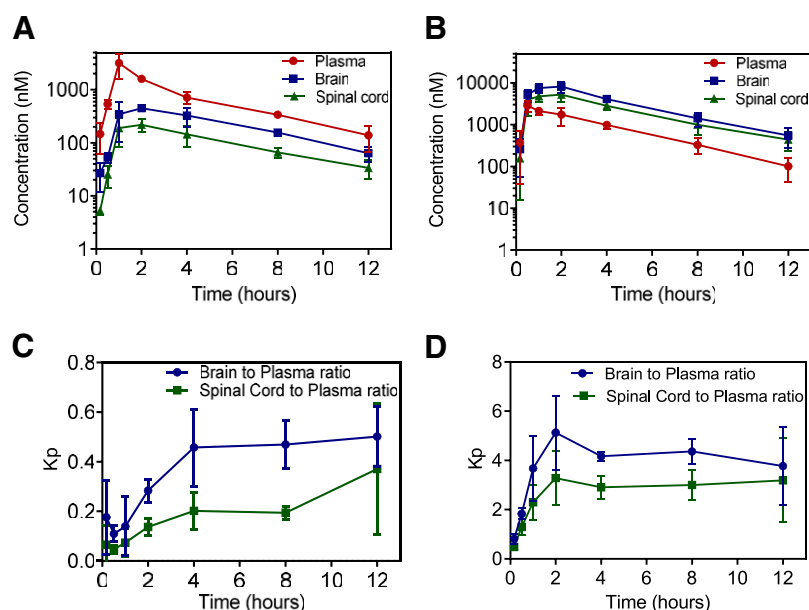 A
Concentration (nM)
1000
100
10
1
0 2 4 6 8 10 12
Time (hours)
Plasma
Brain
Spinal cord
B
Concentration (nM)
10000
1000
100
10
1
0 2 4 6 8 10 12
Time (hours)
Plasma
Brain
Spinal cord
C
Kp
0.8
0.6
0.4
0.2
0.0
0 2 4 6 8 10 12
Time (hours)
Brain to Plasma ratio
Spinal Cord to Plasma ratio
D
Kp
8
6
4
2
0
0 2 4 6 8 10 12
Time (hours)
Brain to Plasma ratio
Spinal Cord to Plasma ratio